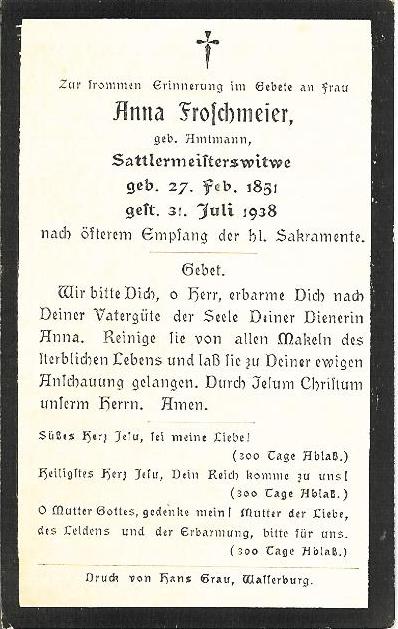 Zur frommen Erinnerung im Gebete an Frau
Anna Froschmeier,
geb. Amtmann,
Sattlermeisterswitwe
geb. 27. Feb. 1851
gest. 31. Juli 1938
nach öfterem Empfang der hl. Sakramente.
Gebet.
Wir bitte Dich, o Herr, erbarme Dich nach
Deiner Vatergüte der Seele Deiner Dienerin
Anna. Reinige sie von allen Makeln des
sterblichen Lebens und laß sie zu Deiner ewigen
Anschauung gelangen. Durch Jesum Christum
unserm Herrn. Amen.
Süßes Herz Jesu, sei meine Liebe!
(300 Tage Ablaß.)
Heiligstes Herz Jesu, Dein Reich komme zu uns!
(300 Tage Ablaß.)
O Mutter Gottes, gedenke mein! Mutter der Liebe,
des Leidens und der Erbarmung, bitte für uns.
(300 Tage Ablaß.)
Druck von Hans Grau, Wasserburg.